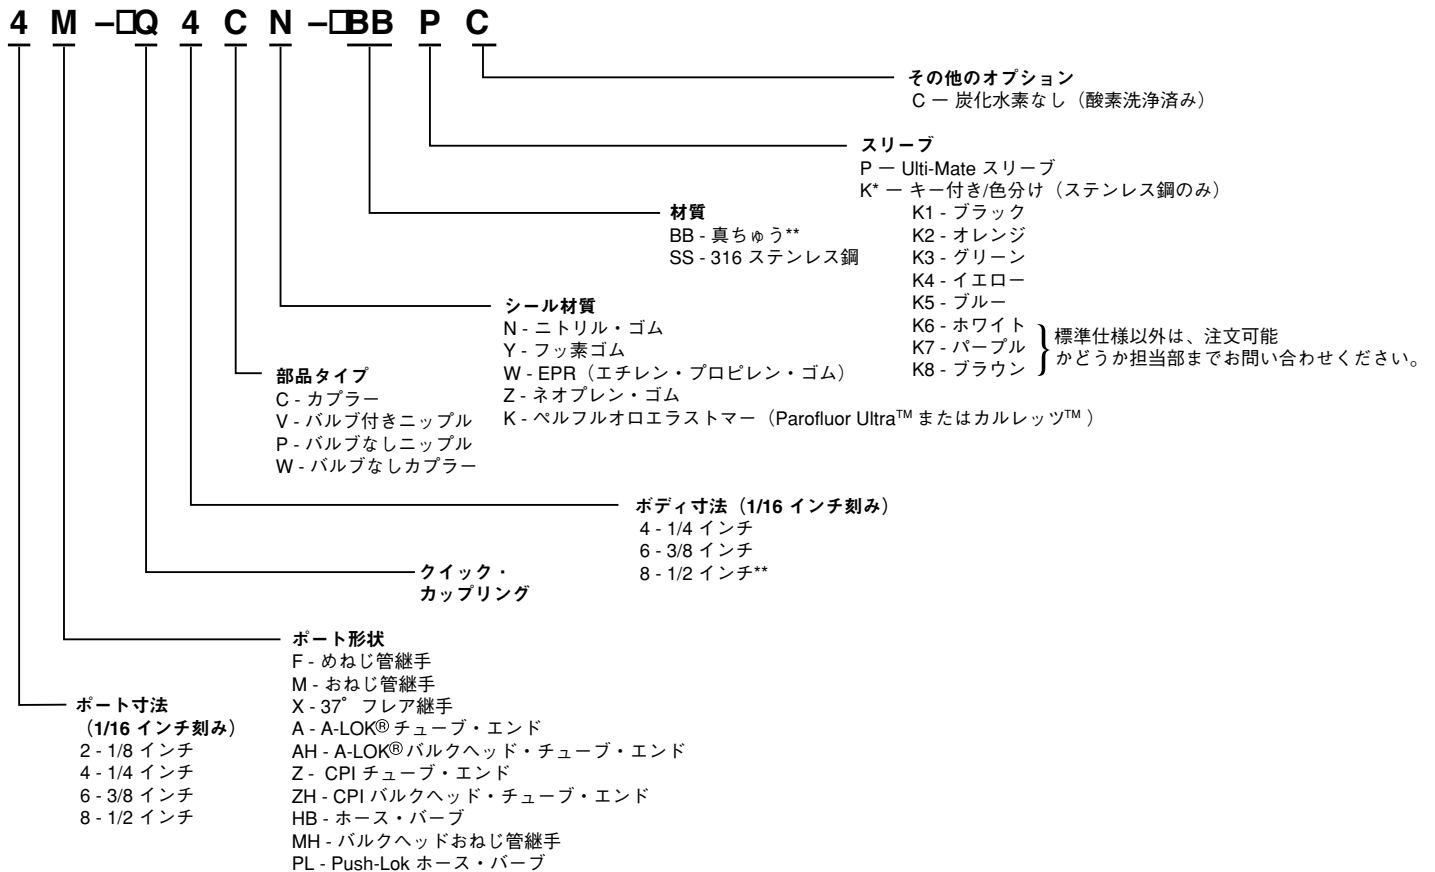 4 M –□Q 4 C N –□BB P C
その他のオプション
C ー 炭化水素なし（酸素洗浄済み）
スリーブ
P ー Ulti-Mate スリーブ
K* ー キー付き/色分け（ステンレス鋼のみ）
K1 - ブラック
K2 - オレンジ
K3 - グリーン
K4 - イエロー
K5 - ブルー
K6 - ホワイト
K7 - パープル
K8 - ブラウン
標準仕様以外は、注文可能
かどうか担当部までお問い合わせください。
材質
BB - 真ちゅう**
SS - 316 ステンレス鋼
シール材質
N - ニトリル・ゴム
Y - フッ素ゴム
W - EPR（エチレン・プロピレン・ゴム）
Z - ネオプレン・ゴム
K - ペルフルオロエラストマー（Parofluor Ultra™ またはカルレッツ™ ）
部品タイプ
C - カプラー
V - バルブ付きニップル
P - バルブなしニップル
W - バルブなしカプラー
ボディ寸法（1/16 インチ刻み）
4 - 1/4 インチ
6 - 3/8 インチ
8 - 1/2 インチ**
クイック・
カップリング
ポート形状
F - めねじ管継手
M - おねじ管継手
X - 37°フレア継手
A - A-LOK® チューブ・エンド
AH - A-LOK® バルクヘッド・チューブ・エンド
Z - CPI チューブ・エンド
ZH - CPI バルクヘッド・チューブ・エンド
HB - ホース・バーブ
MH - バルクヘッドおねじ管継手
PL - Push-Lok ホース・バーブ
ポート寸法
（1/16 インチ刻み）
2 - 1/8 インチ
4 - 1/4 インチ
6 - 3/8 インチ
8 - 1/2 インチ